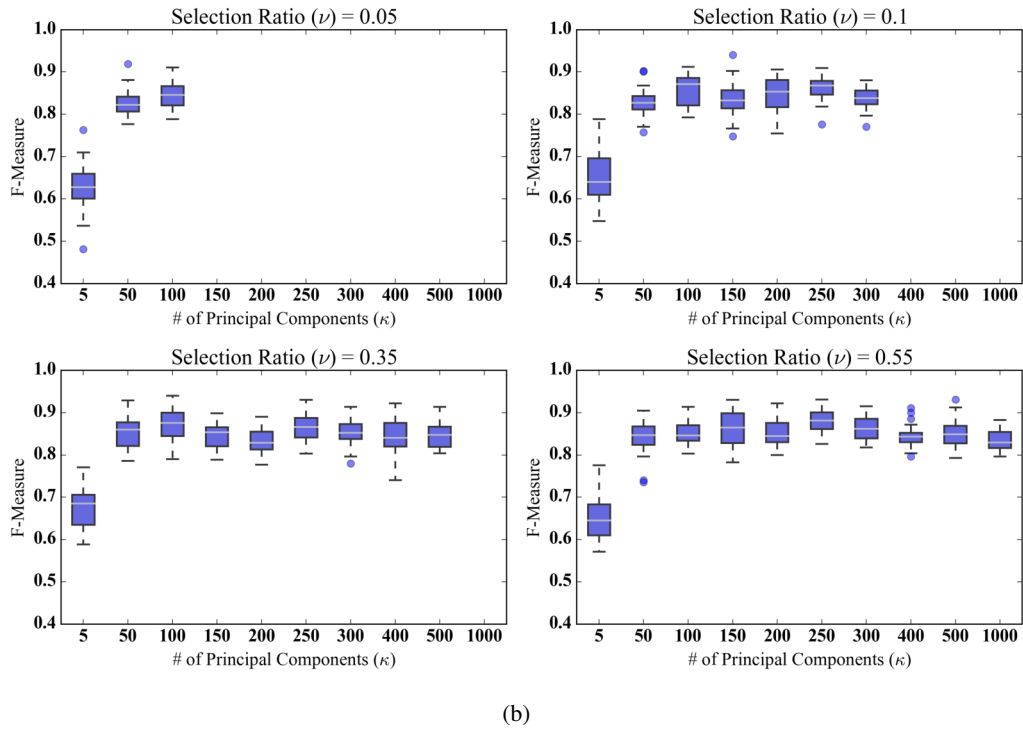 Selection Ratio (ν) = 0.05
1.0
0.9
0.8
0.7
0.6
0.5
0.4
F-Measure
5 50 100 150 200 250 300 400 500 1000
# of Principal Components (κ)
Selection Ratio (ν) = 0.1
1.0
0.9
0.8
0.7
0.6
0.5
0.4
F-Measure
5 50 100 150 200 250 300 400 500 1000
# of Principal Components (κ)
Selection Ratio (ν) = 0.35
1.0
0.9
0.8
0.7
0.6
0.5
0.4
F-Measure
5 50 100 150 200 250 300 400 500 1000
# of Principal Components (κ)
Selection Ratio (ν) = 0.55
1.0
0.9
0.8
0.7
0.6
0.5
0.4
F-Measure
5 50 100 150 200 250 300 400 500 1000
# of Principal Components (κ)
(b)